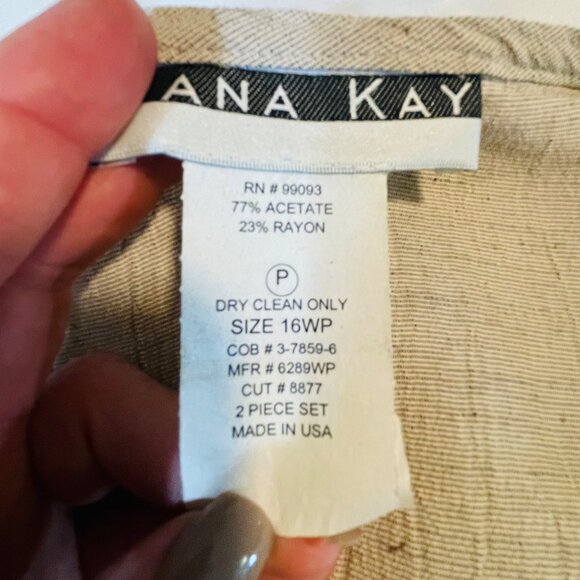 ANA KAY
RN # 99093
77% ACETATE
23% RAYON
P
DRY CLEAN ONLY
SIZE 16WP
COB # 3-7859-6
MFR # 6289WP
CUT # 8877
2 PIECE SET
MADE IN USA